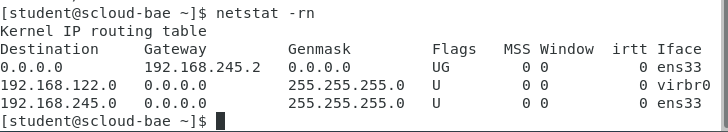 [student@scloud-bae ~]$ netstat -rn
Kernel IP routing table
Destination     Gateway         Genmask         Flags   MSS Window  irtt Iface
0.0.0.0         192.168.245.2   0.0.0.0         UG        0 0          0 ens33
192.168.122.0   0.0.0.0         255.255.255.0   U         0 0          0 virbr0
192.168.245.0   0.0.0.0         255.255.255.0   U         0 0          0 ens33
[student@scloud-bae ~]$